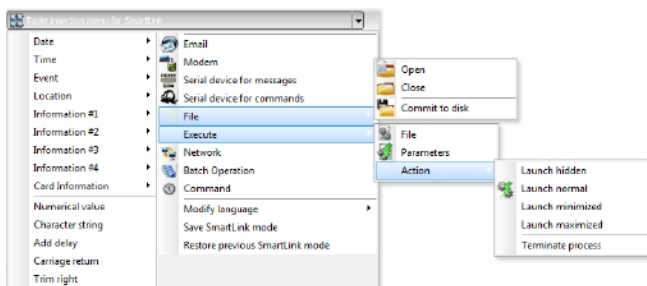 Tasks insertion menu for SmartLink
Date
Time
Event
Location
Information #1
Information #2
Information #3
Information #4
Card Information
Numerical value
Character string
Add delay
Carriage return
Trim right
Email
Modem
Serial device for messages
Serial device for commands
File
Execute
Network
Batch Operation
Command
Modify language
Save SmartLink mode
Restore previous SmartLink mode
Open
Close
Commit to disk
File
Parameters
Action
Launch hidden
Launch normal
Launch minimized
Launch maximized
Terminate process